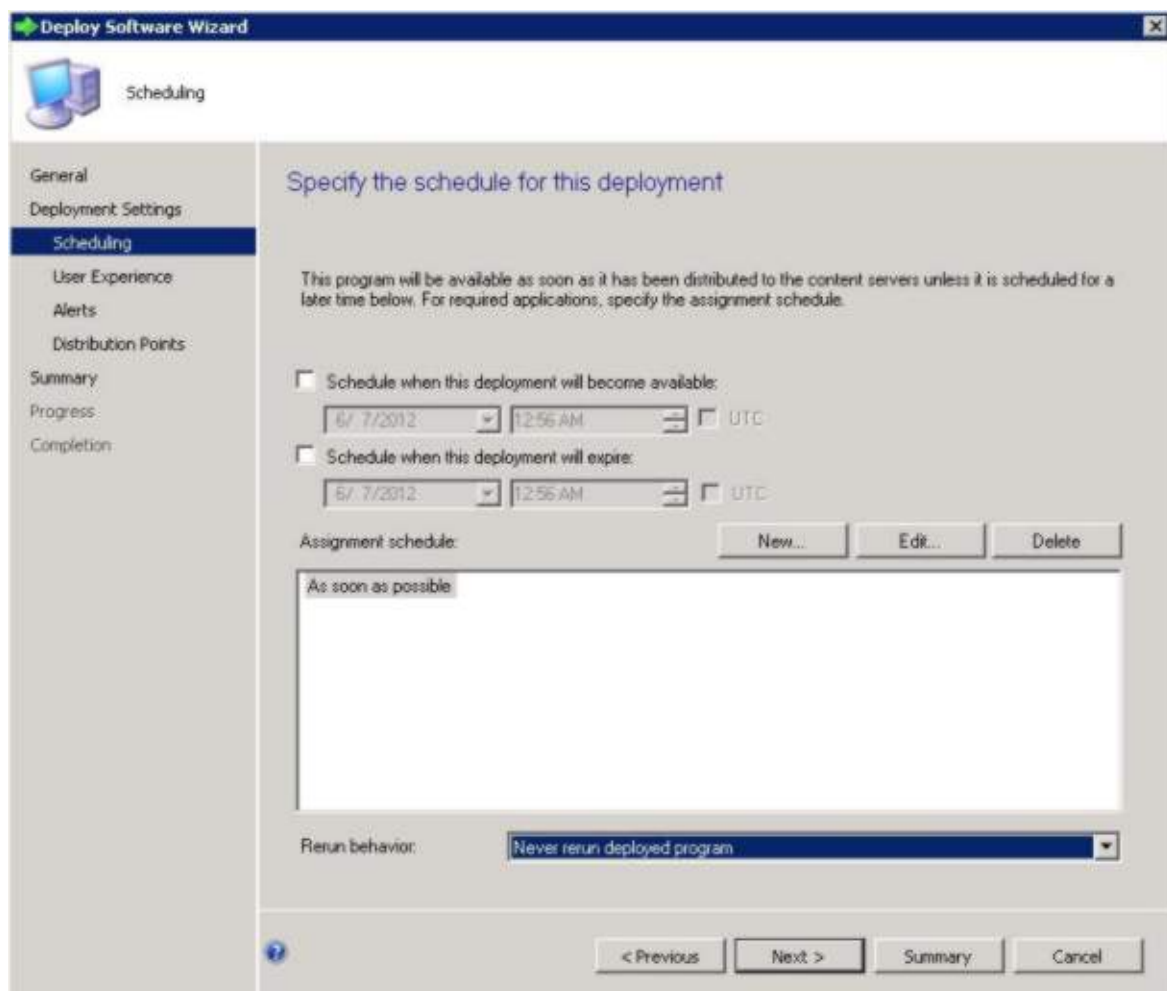 Deploy Software Wizard
Scheduling
General
Deployment Settings
Scheduling
User Experience
Alerts
Distribution Points
Summary
Progress
Completion
Specify the schedule for this deployment
This program will be available as soon as it has been distributed to the content servers unless it is scheduled for a
later time below. For required applications, specify the assignment schedule.
Schedule when this deployment will become available:
6/ 7/2012 12:56 AM UTC
Schedule when this deployment will expire:
6/ 7/2012 12:56 AM UTC
Assignment schedule: New... Edit... Delete
As soon as possible
Rerun behavior: Never rerun deployed program
< Previous Next > Summary Cancel